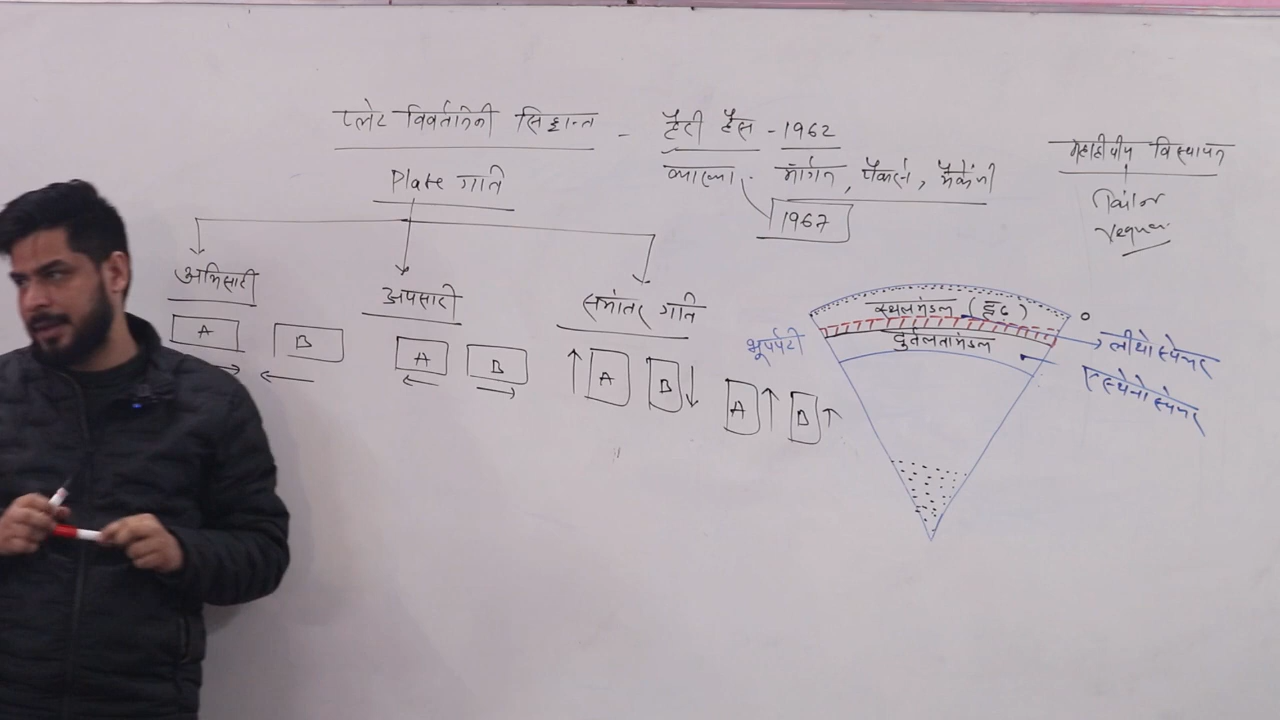 प्लेट विवर्तनिकी सिद्धान्त - हैरी हैस - 1962
व्याख्या - मॉर्गन, पैकर्स, मैकेंजी
1967
Plate गति
अभिसारी
A B
अपसारी
A B
समांतर गति
A B
A B
महाद्वीपीय विस्थापन
स्थलमंडल (दृढ़)
भूपर्पटी
दुर्बलतामंडल
लीथोस्फेयर
एस्थेनोस्फेयर